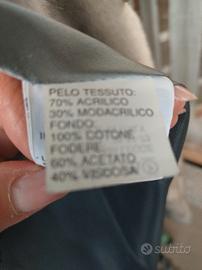 PELO TESSUTO:
70% ACRILICO
30% MODACRILICO
FONDO:
100% COTONE
FODERE
60% ACETATO
40% VISCOSA
subito